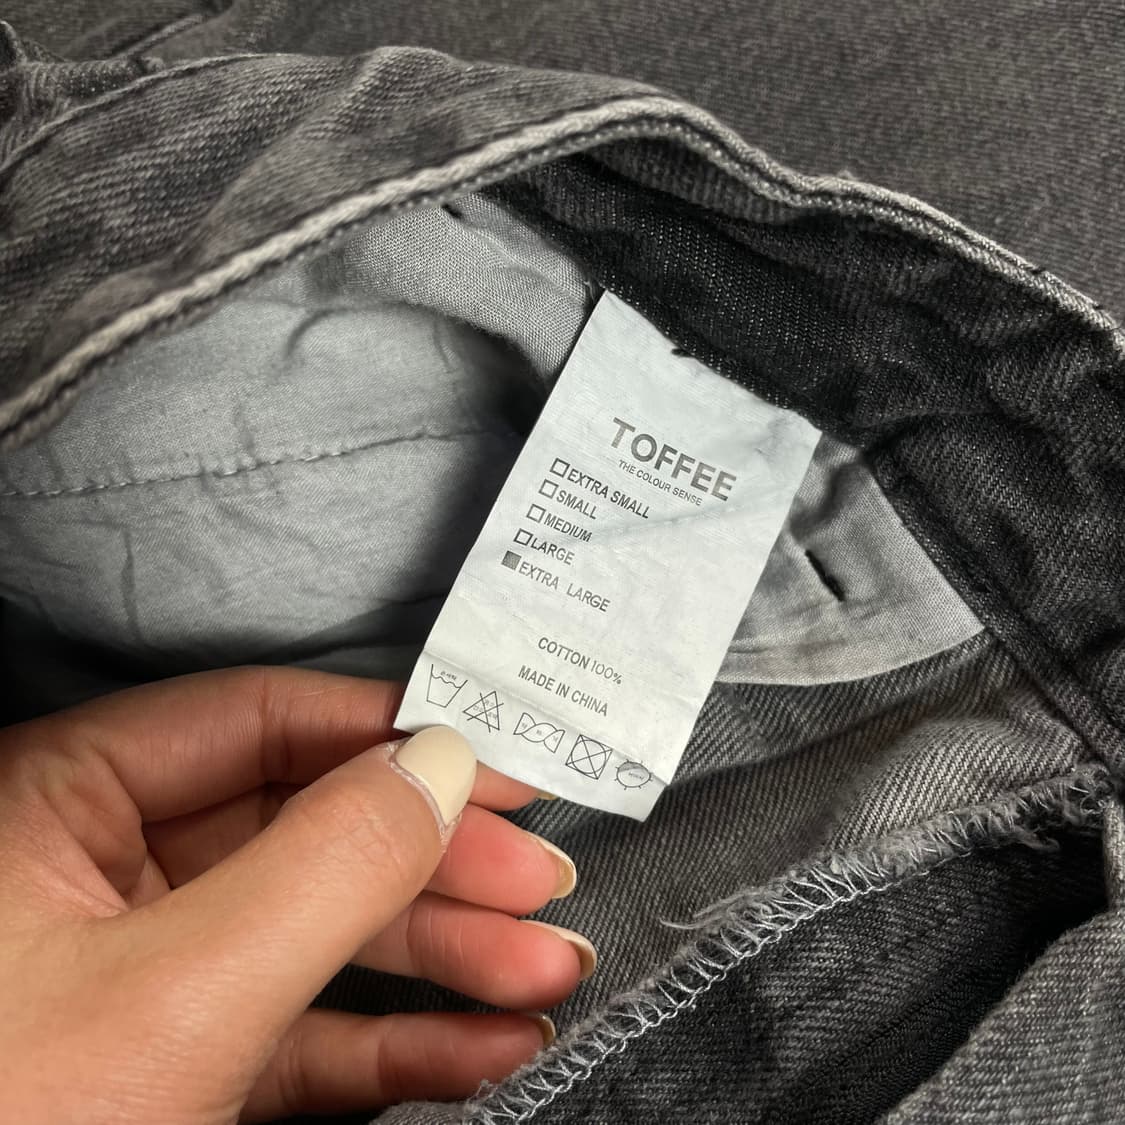 TOFFEE
THE COLOUR SENSE
EXTRA SMALL
SMALL
MEDIUM
LARGE
EXTRA LARGE
COTTON 100%
MADE IN CHINA